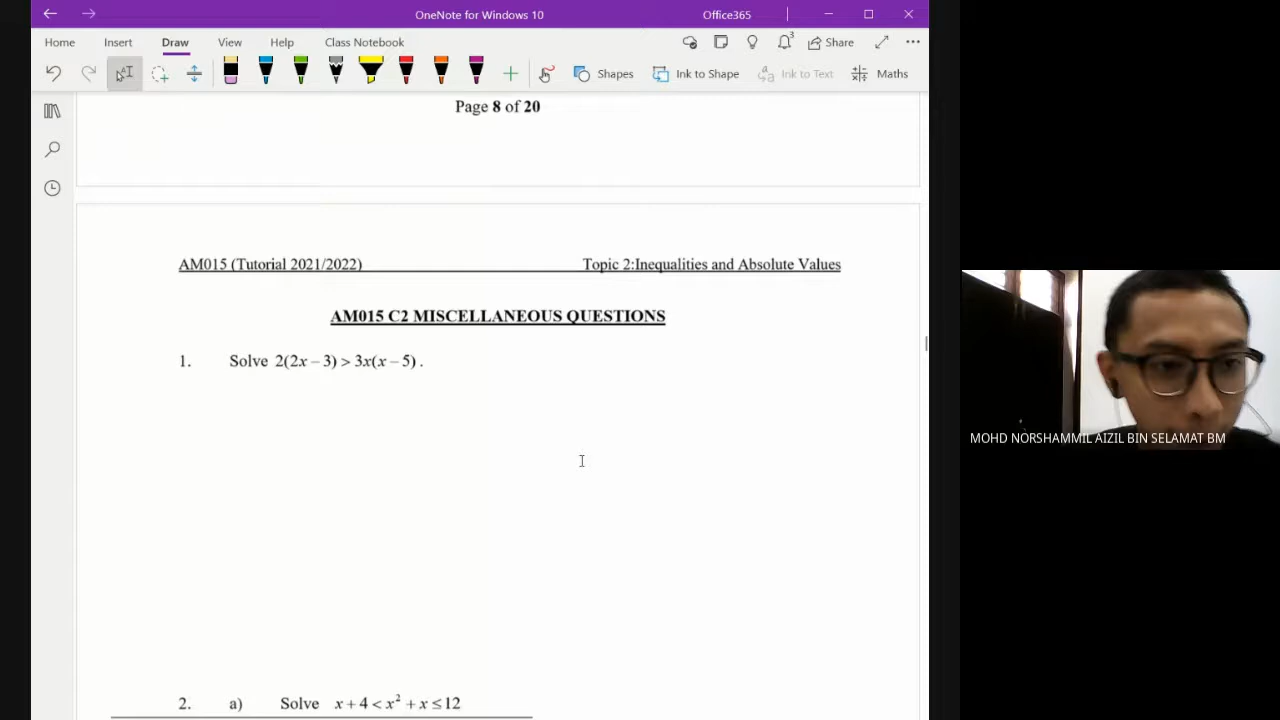 OneNote for Windows 10
Office365
Home Insert Draw View Help Class Notebook
3
Share
Shapes Ink to Shape Ink to Text Maths
Page 8 of 20
AM015 (Tutorial 2021/2022) Topic 2:Inequalities and Absolute Values
AM015 C2 MISCELLANEOUS QUESTIONS
1. Solve 2(2x – 3) > 3x(x – 5) .
MOHD NORSHAMMIL AIZIL BIN SELAMAT BM
2. a) Solve x + 4 < x² + x ≤ 12